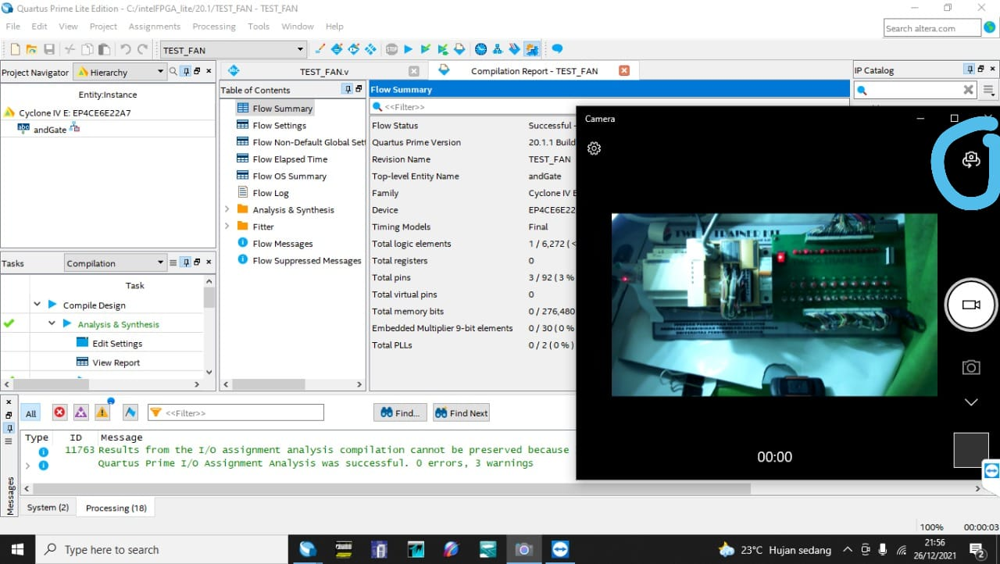 Quartus Prime Lite Edition - C:/intelFPGA_lite/20.1/TEST_FAN - TEST_FAN
File Edit View Project Assignments Processing Tools Window Help
Search altera.com
TEST_FAN
Project Navigator Hierarchy
Entity:Instance
Cyclone IV E: EP4CE6E22A7
andGate
TEST_FAN.v
Compilation Report - TEST_FAN
IP Catalog
Table of Contents
Flow Summary
Flow Settings
Flow Non-Default Global Sett
Flow Elapsed Time
Flow OS Summary
Flow Log
Analysis & Synthesis
Fitter
Flow Messages
Flow Suppressed Messages
Flow Summary
<<Filter>>
Flow Status Successful -
Quartus Prime Version 20.1.1 Build
Revision Name TEST_FAN
Top-level Entity Name andGate
Family Cyclone IV E
Device EP4CE6E22
Timing Models Final
Total logic elements 1 / 6,272 ( <
Total registers 0
Total pins 3 / 92 ( 3 %
Total virtual pins 0
Total memory bits 0 / 276,480
Embedded Multiplier 9-bit elements 0 / 30 ( 0 %
Total PLLs 0 / 2 ( 0 % )
Camera
TRAINER KIT
UNIVERSITAS PENDIDIKAN INDONESIA
00:00
Tasks Compilation
Task
Compile Design
Analysis & Synthesis
Edit Settings
View Report
All <<Filter>> Find... Find Next
Type ID Message
11763 Results from the I/O assignment analysis compilation cannot be preserved because
Quartus Prime I/O Assignment Analysis was successful. 0 errors, 3 warnings
Messages
System (2) Processing (18)
100% 00:00:03
Type here to search
23°C Hujan sedang
21:56
26/12/2021
2